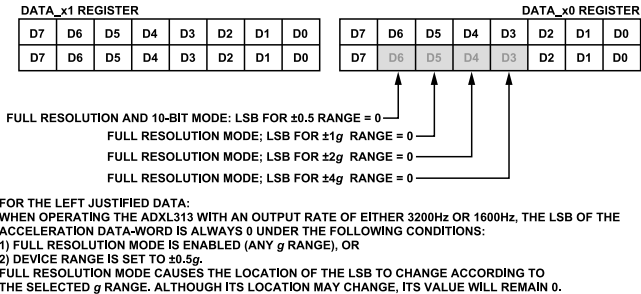 DATA_x1 REGISTER
DATA_x0 REGISTER
D7 D6 D5 D4 D3 D2 D1 D0
D7 D6 D5 D4 D3 D2 D1 D0
D7 D6 D5 D4 D3 D2 D1 D0
D7 D6 D5 D4 D3 D2 D1 D0
FULL RESOLUTION AND 10-BIT MODE: LSB FOR ±0.5 RANGE = 0
FULL RESOLUTION MODE; LSB FOR ±1g RANGE = 0
FULL RESOLUTION MODE; LSB FOR ±2g RANGE = 0
FULL RESOLUTION MODE; LSB FOR ±4g RANGE = 0
FOR THE LEFT JUSTIFIED DATA:
WHEN OPERATING THE ADXL313 WITH AN OUTPUT RATE OF EITHER 3200Hz OR 1600Hz, THE LSB OF THE
ACCELERATION DATA-WORD IS ALWAYS 0 UNDER THE FOLLOWING CONDITIONS:
1) FULL RESOLUTION MODE IS ENABLED (ANY g RANGE), OR
2) DEVICE RANGE IS SET TO ±0.5g.
FULL RESOLUTION MODE CAUSES THE LOCATION OF THE LSB TO CHANGE ACCORDING TO
THE SELECTED g RANGE. ALTHOUGH ITS LOCATION MAY CHANGE, ITS VALUE WILL REMAIN 0.